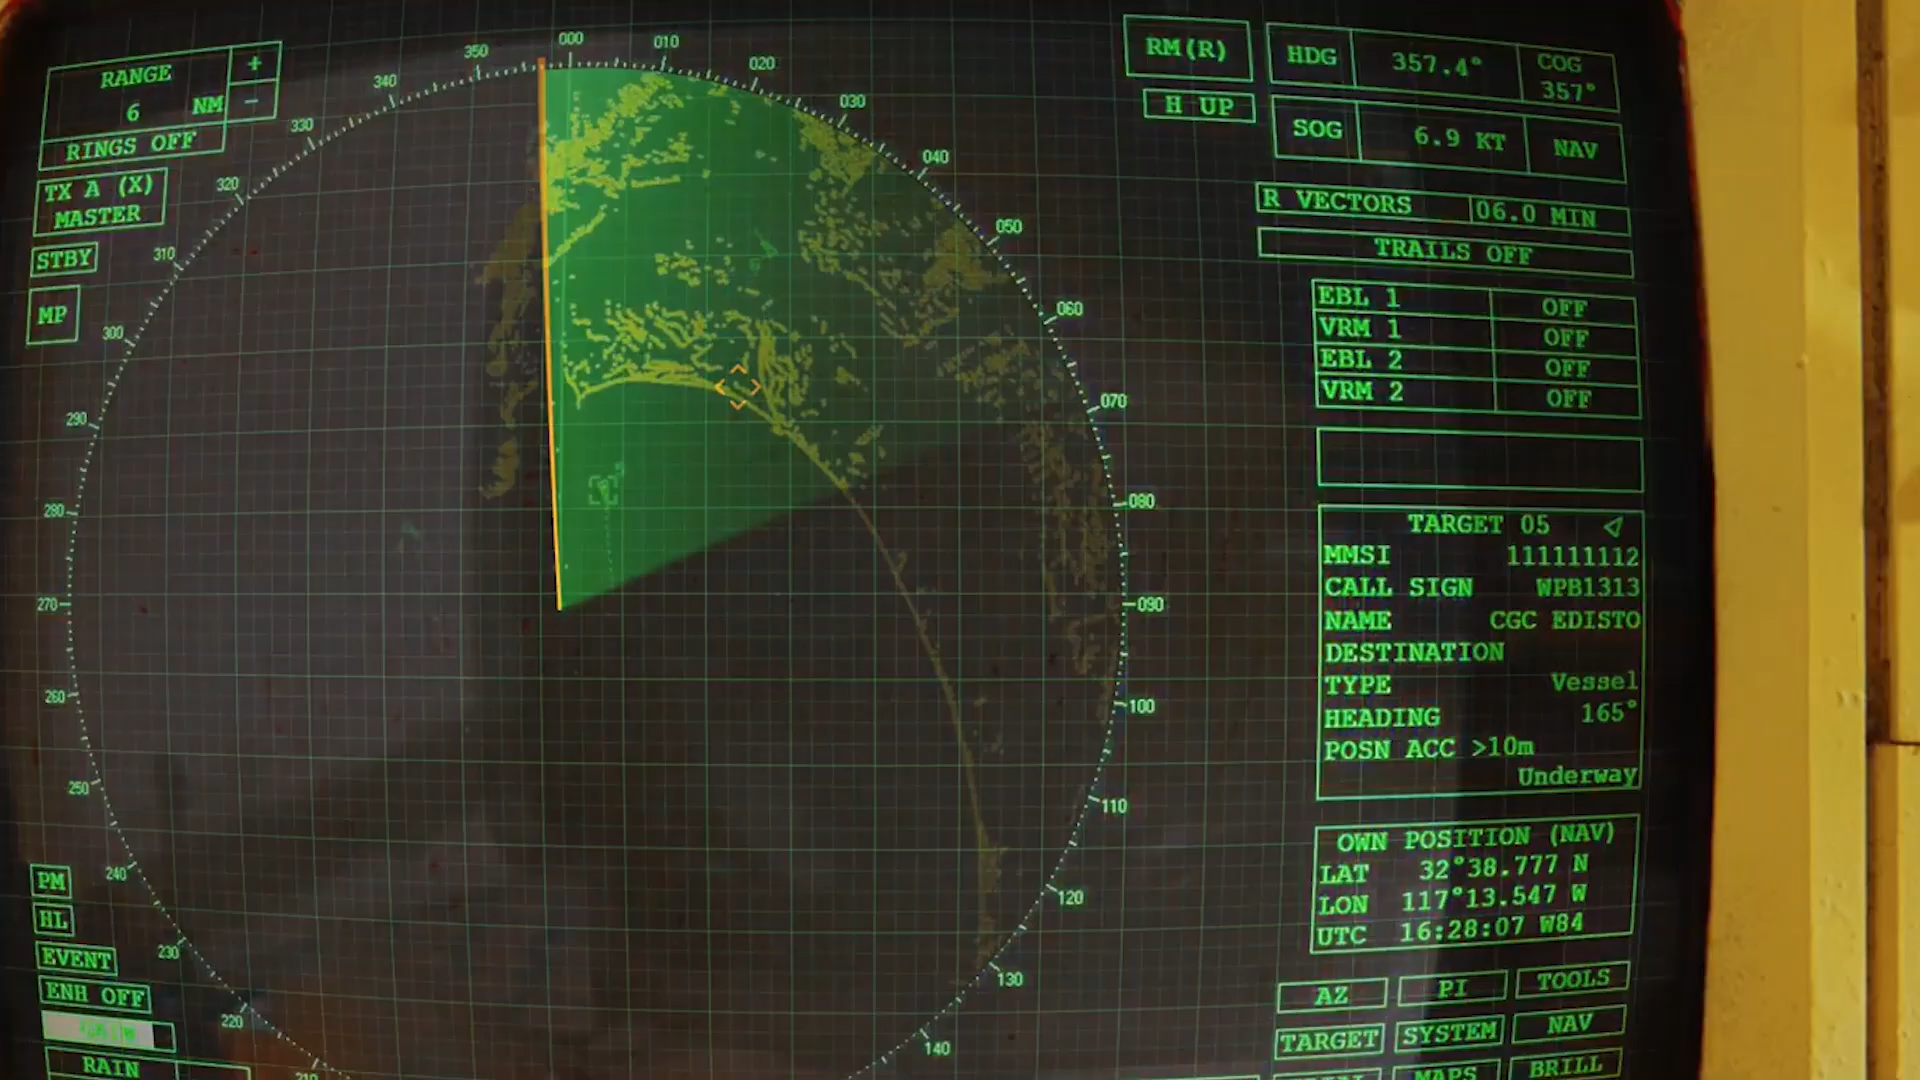 RANGE
+
6 NM
−
RINGS OFF
TX A (X)
MASTER
STBY
MP
350
000
010
020
030
040
050
060
070
080
090
100
110
120
130
140
340
330
320
310
300
290
280
270
260
250
240
230
220
210
PM
HL
EVENT
ENH OFF
RAIN
RM(R)
H UP
HDG 357.4°
COG
357°
SOG 6.9 KT NAV
R VECTORS 06.0 MIN
TRAILS OFF
EBL 1 OFF
VRM 1 OFF
EBL 2 OFF
VRM 2 OFF
TARGET 05
MMSI 111111112
CALL SIGN WPB1313
NAME CGC EDISTO
DESTINATION
TYPE Vessel
HEADING 165°
POSN ACC >10m
Underway
OWN POSITION (NAV)
LAT 32°38.777 N
LON 117°13.547 W
UTC 16:28:07 W84
AZ PI TOOLS
TARGET SYSTEM NAV
MAPS BRILL